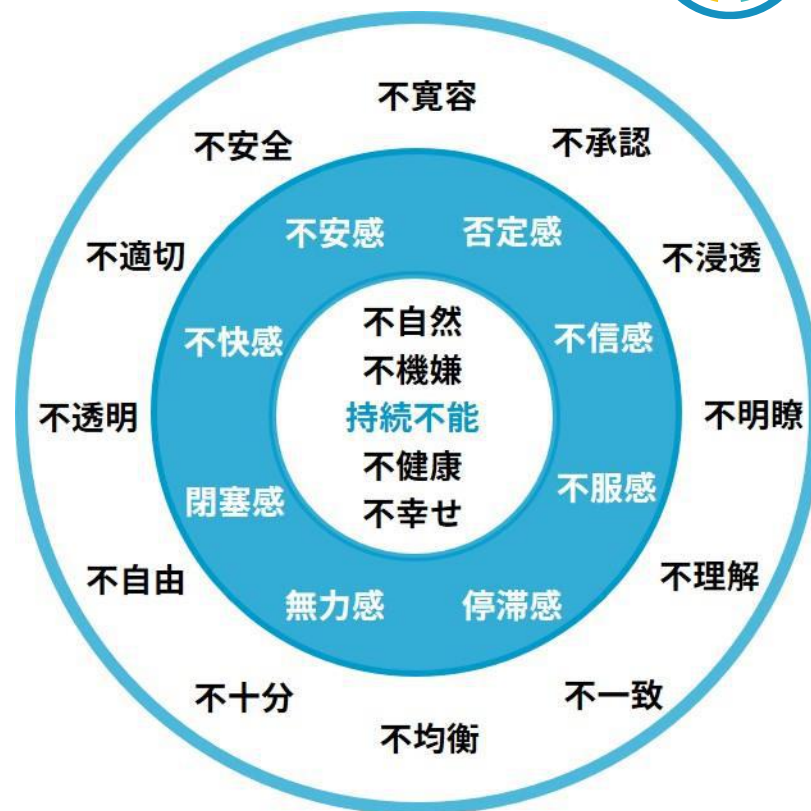 不寛容
不承認
不安全
不浸透
不適切
不明瞭
不透明
不理解
不自由
不一致
不十分
不均衡
不安感
否定感
不快感
不信感
閉塞感
不服感
無力感
停滞感
不自然
不機嫌
持続不能
不健康
不幸せ